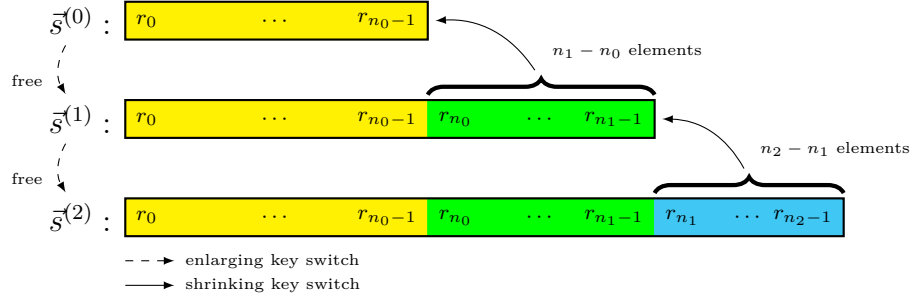 s⃗⁽⁰⁾ : r₀ ⋯ rₙ₀₋₁
n₁ − n₀ elements
free
s⃗⁽¹⁾ : r₀ ⋯ rₙ₀₋₁ rₙ₀ ⋯ rₙ₁₋₁
n₂ − n₁ elements
free
s⃗⁽²⁾ : r₀ ⋯ rₙ₀₋₁ rₙ₀ ⋯ rₙ₁₋₁ rₙ₁ ⋯ rₙ₂₋₁
enlarging key switch
shrinking key switch